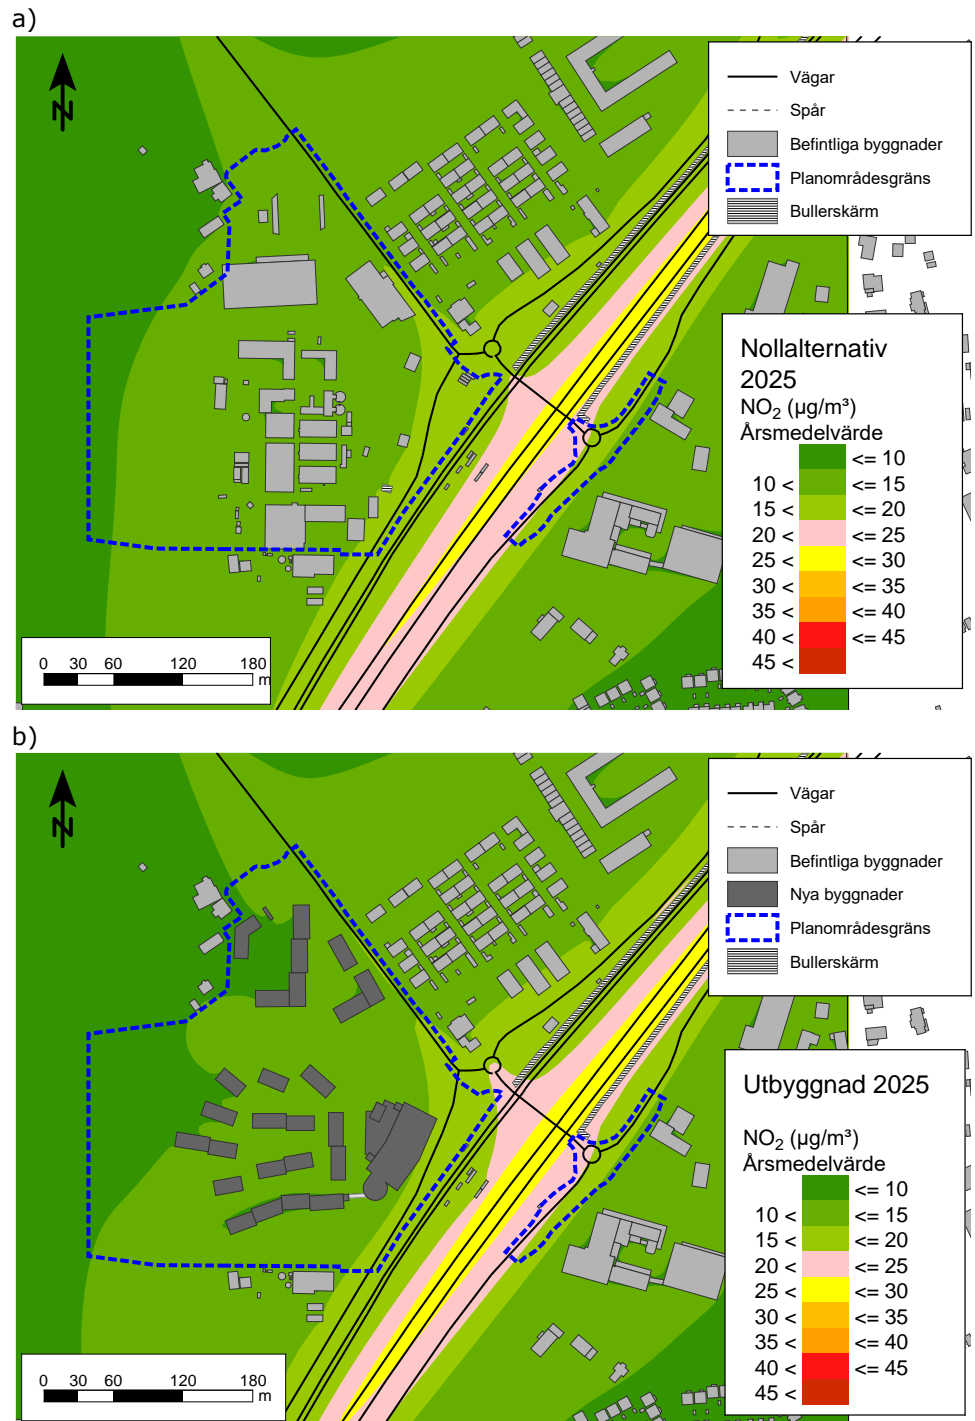 a)
N
Vägar
Spår
Befintliga byggnader
Planområdesgräns
Bullerskärm
Nollalternativ
2025
NO₂ (µg/m³)
Årsmedelvärde
<= 10
10 < <= 15
15 < <= 20
20 < <= 25
25 < <= 30
30 < <= 35
35 < <= 40
40 < <= 45
45 <
0 30 60 120 180
m
b)
N
Vägar
Spår
Befintliga byggnader
Nya byggnader
Planområdesgräns
Bullerskärm
Utbyggnad 2025
NO₂ (µg/m³)
Årsmedelvärde
<= 10
10 < <= 15
15 < <= 20
20 < <= 25
25 < <= 30
30 < <= 35
35 < <= 40
40 < <= 45
45 <
0 30 60 120 180
m